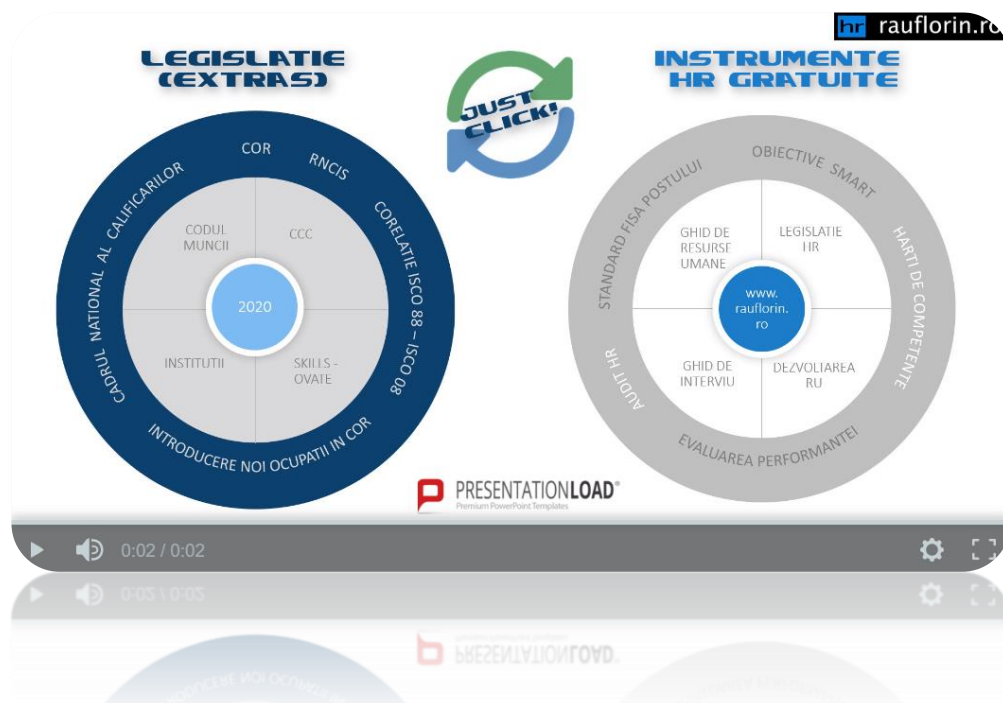 hr rauflorin.ro
LEGISLATIE
(EXTRAS)
JUST
CLICK!
INSTRUMENTE
HR GRATUITE
CADRUL NATIONAL AL CALIFICARILOR
COR
RNCIS
CORELATIE ISCO 88 – ISCO 08
INTRODUCERE NOI OCUPATII IN COR
CODUL
MUNCII
CCC
2020
INSTITUTII
SKILLS -
OVATE
STANDARD FISA POSTULUI
OBIECTIVE SMART
HARTI DE COMPETENTE
EVALUAREA PERFORMANTEI
AUDIT HR
GHID DE
RESURSE
UMANE
LEGISLATIE
HR
www.
rauflorin.
ro
GHID DE
INTERVIU
DEZVOLTAREA
RU
PRESENTATIONLOAD®
Premium PowerPoint Templates
0:02 / 0:02